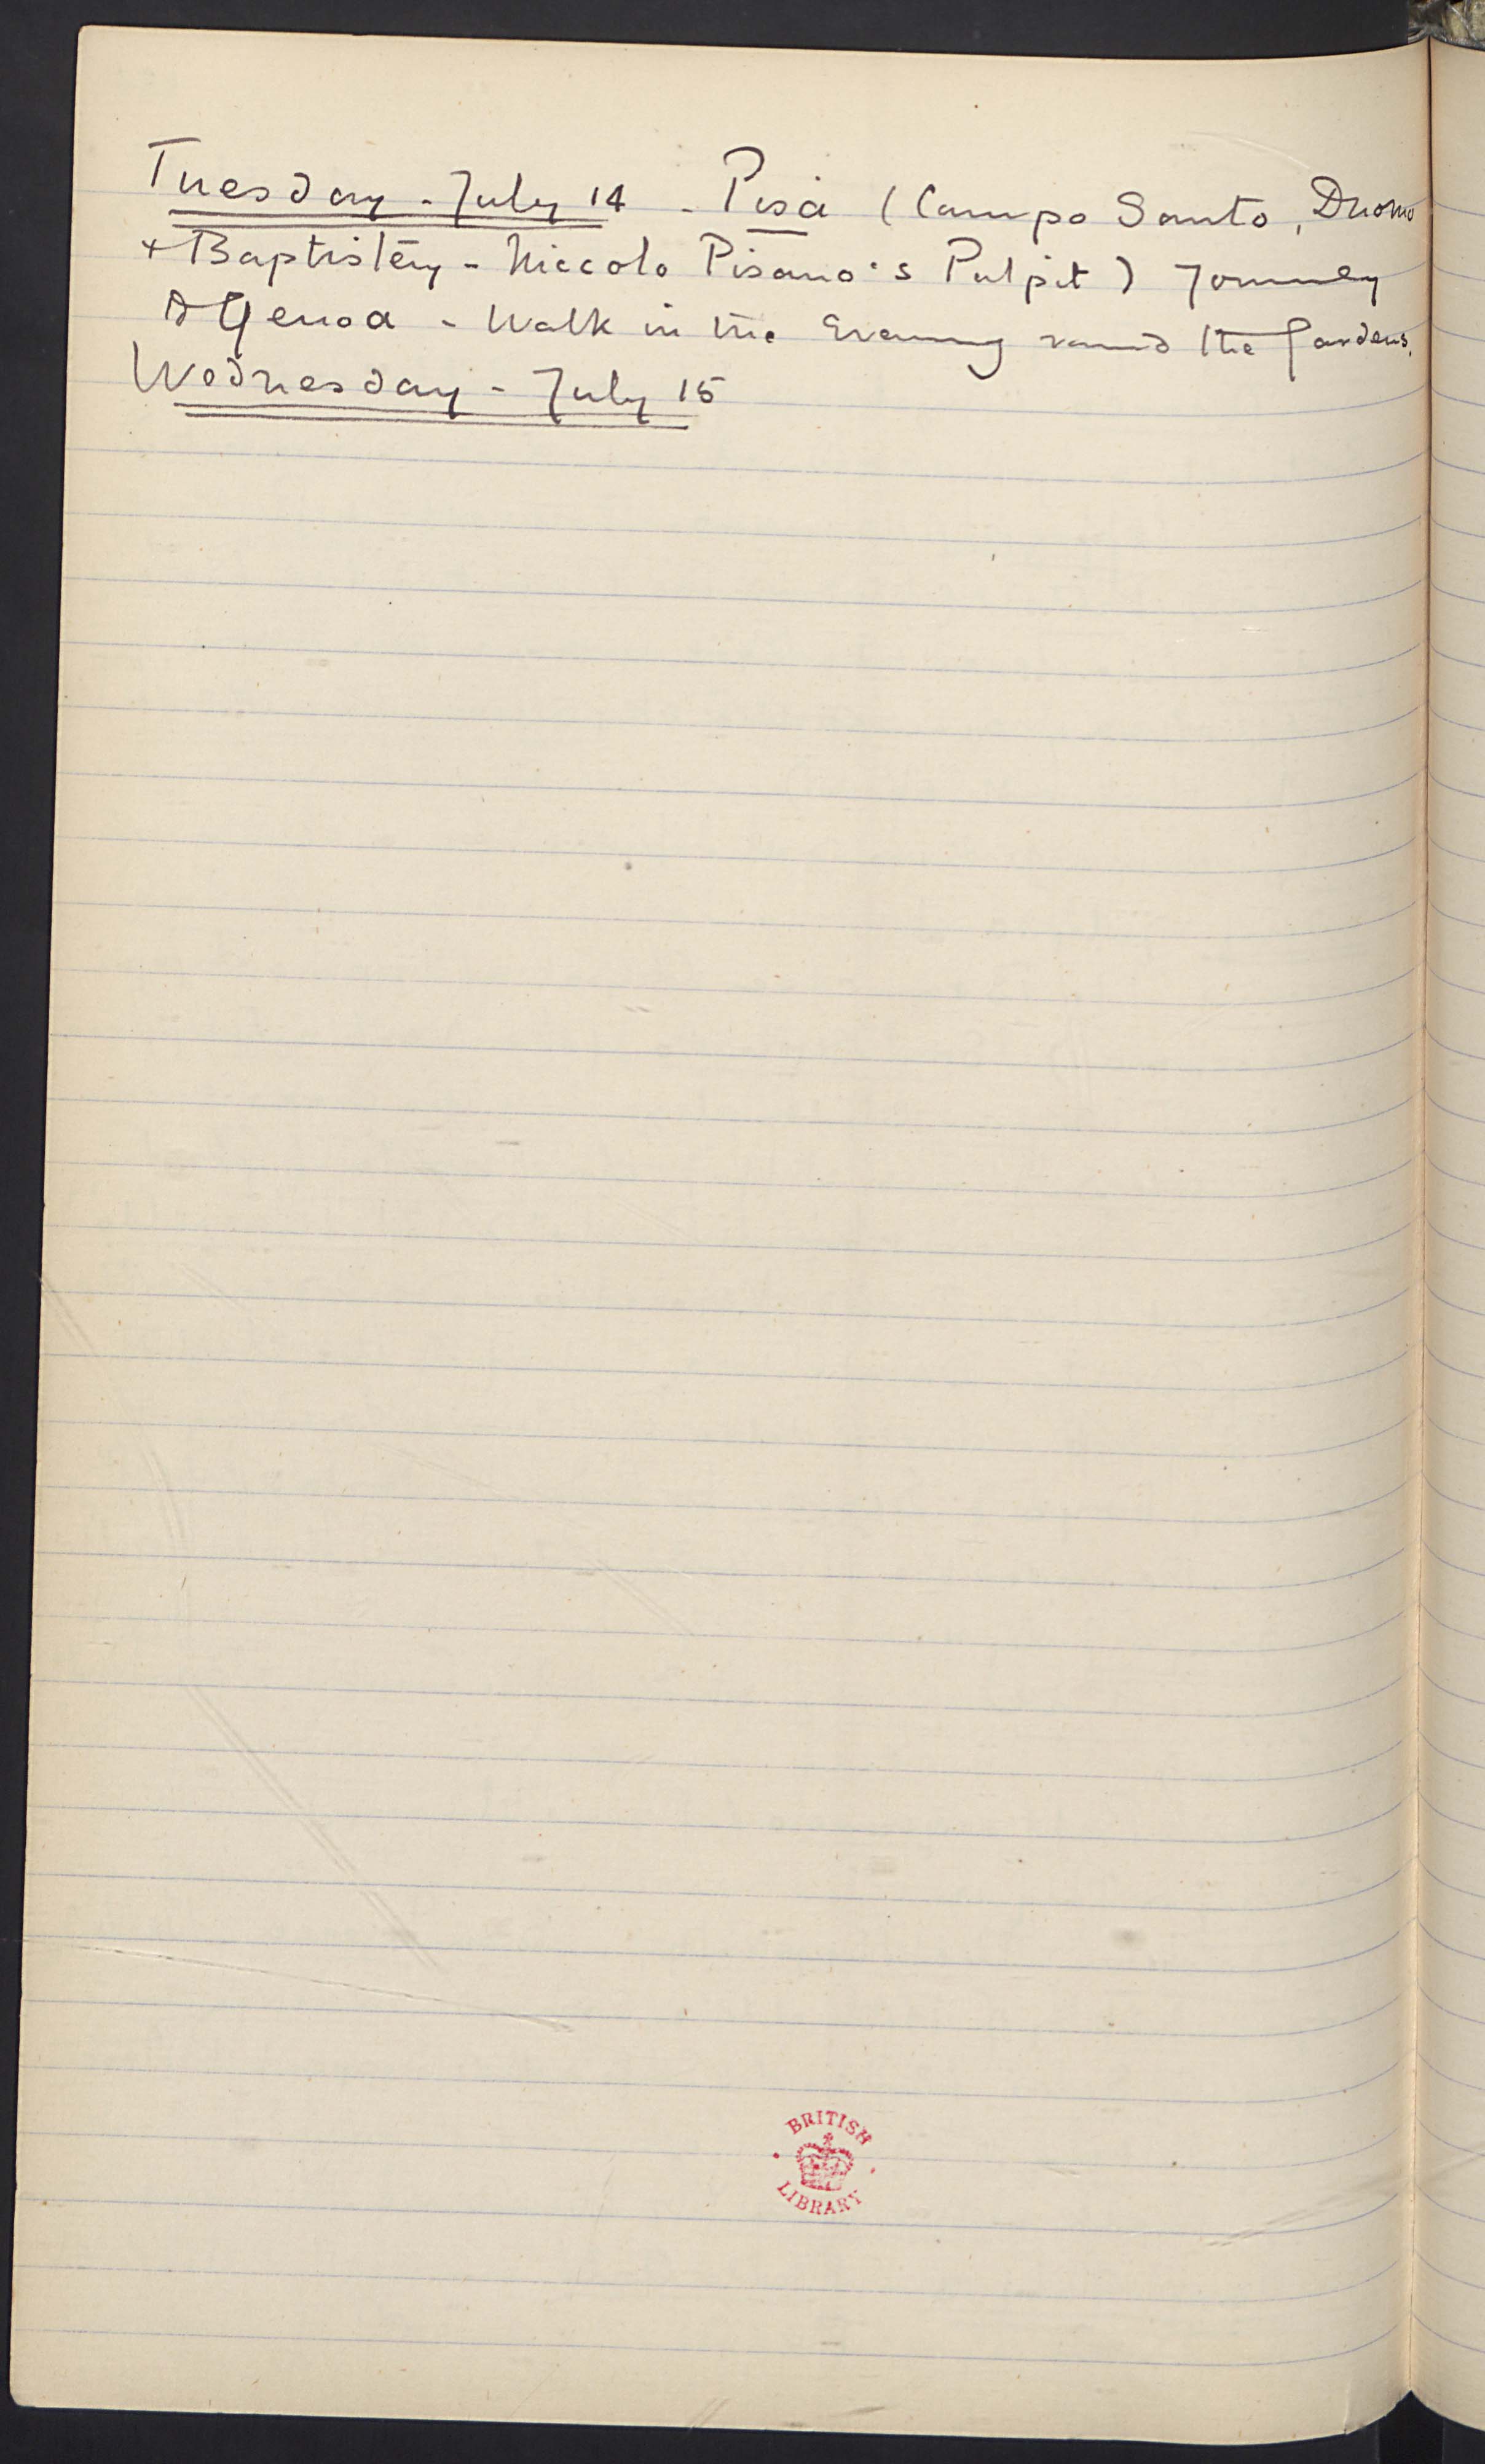 Tuesday - July 14 - Pisa (Campo Santo, Duomo
+ Baptistery - Niccolo Pisano's Pulpit) Journey
to Genoa - Walk in the Evening round the Gardens.
Wednesday - July 15
BRITISH
LIBRARY